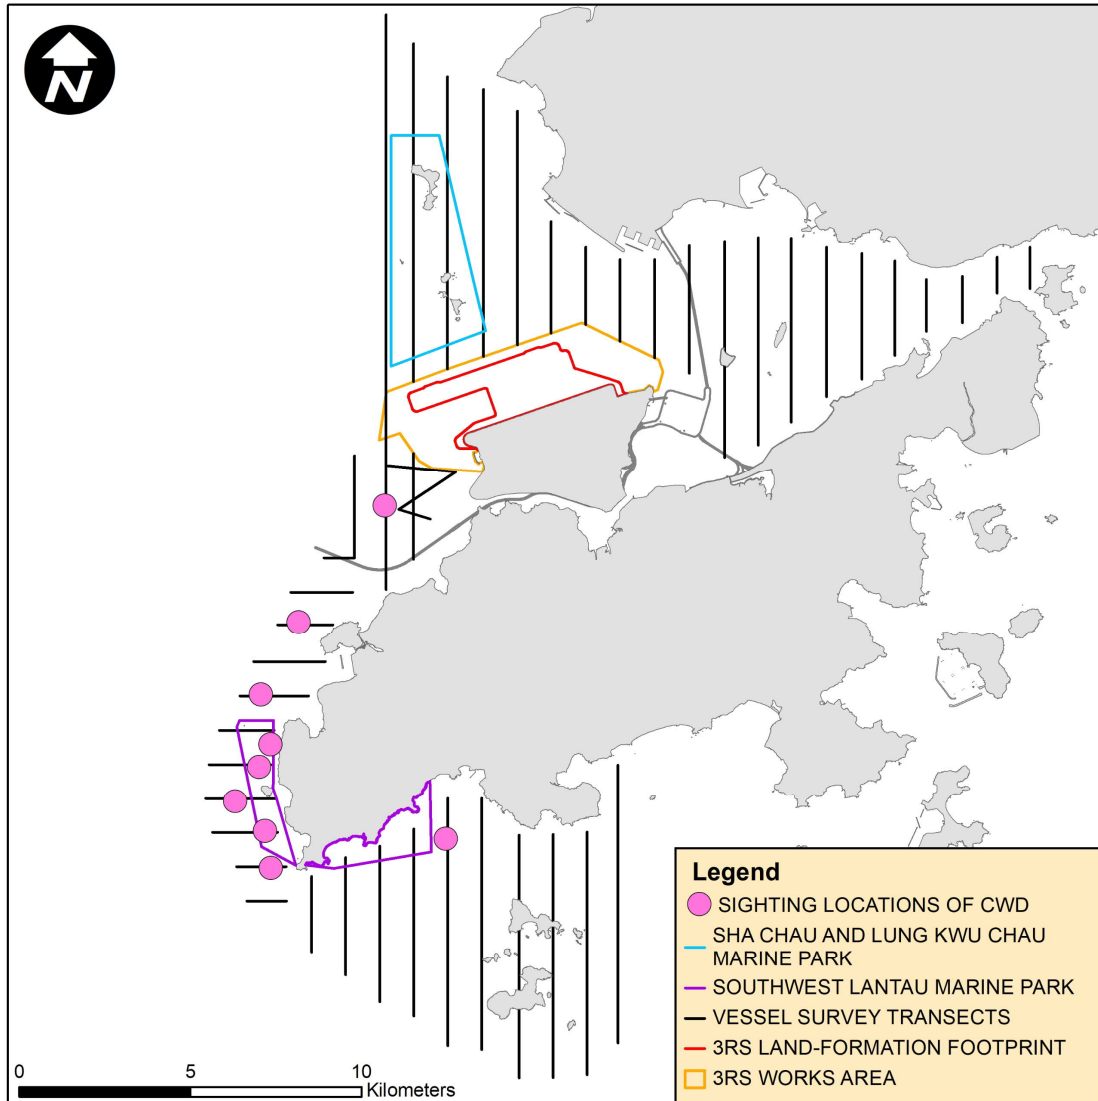 N
Legend
SIGHTING LOCATIONS OF CWD
SHA CHAU AND LUNG KWU CHAU
MARINE PARK
SOUTHWEST LANTAU MARINE PARK
VESSEL SURVEY TRANSECTS
3RS LAND-FORMATION FOOTPRINT
3RS WORKS AREA
0 5 10
Kilometers